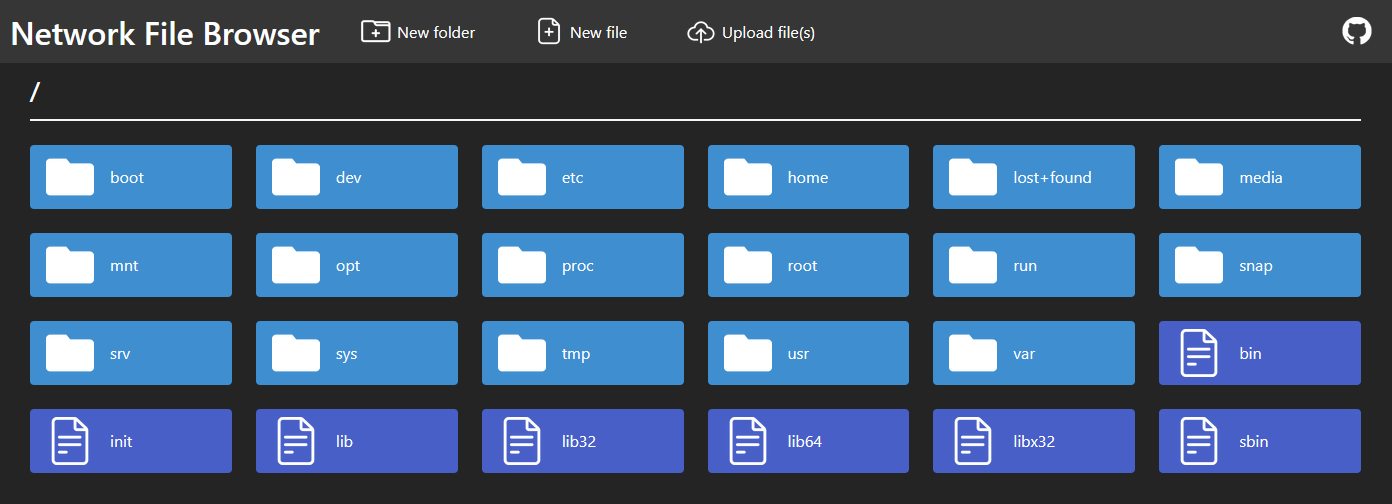 Network File Browser New folder New file Upload file(s)
/
boot dev etc home lost+found media
mnt opt proc root run snap
srv sys tmp usr var bin
init lib lib32 lib64 libx32 sbin